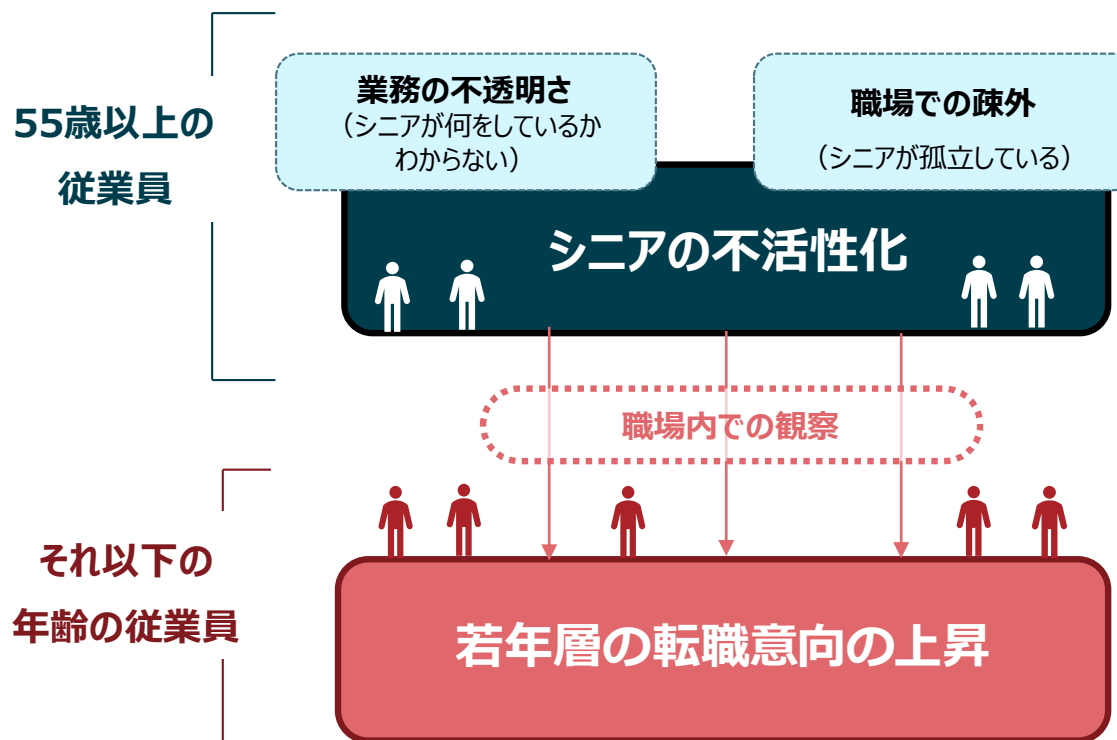 55歳以上の
従業員
業務の不透明さ
（シニアが何をしているか
わからない）
職場での疎外
（シニアが孤立している）
シニアの不活性化
職場内での観察
それ以下の
年齢の従業員
若年層の転職意向の上昇